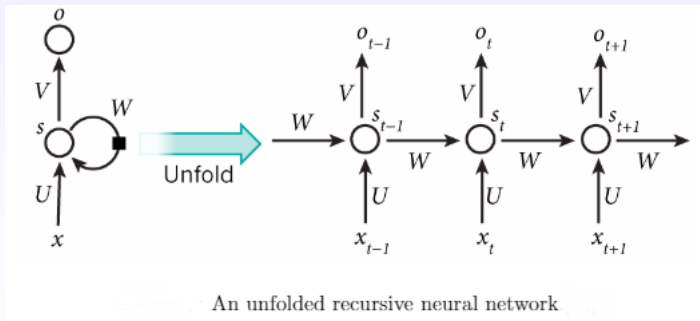 o
o t-1
o t
o t+1
V
V
V
V
W
s
W
s t-1
s t
s t+1
Unfold
W
W
W
U
U
U
U
x
x t-1
x t
x t+1
An unfolded recursive neural network